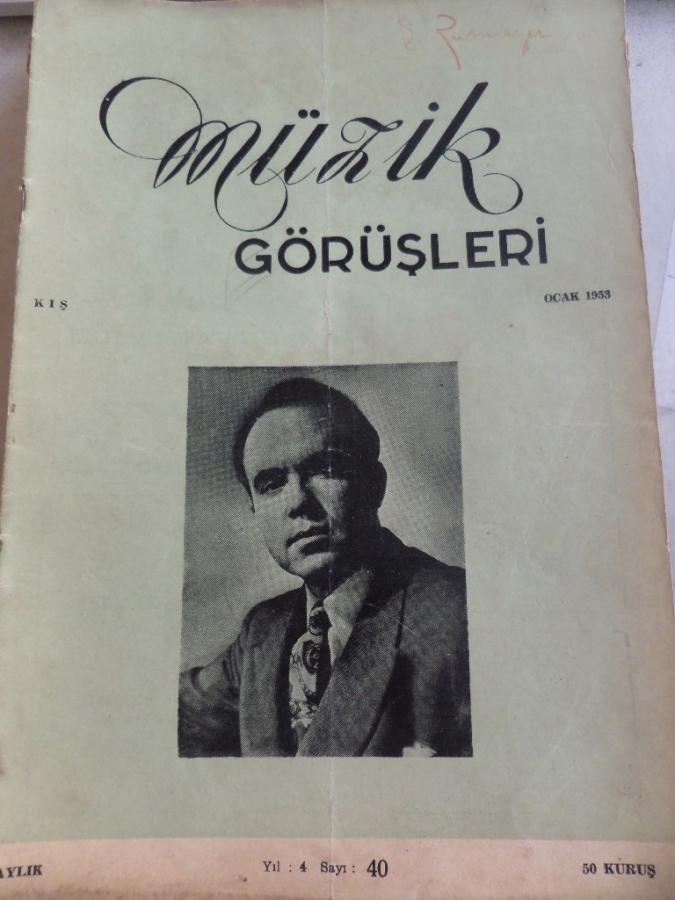 müzik
GÖRÜŞLERİ
KIŞ
OCAK 1953
AYLIK
Yıl : 4 Sayı : 40
50 KURUŞ